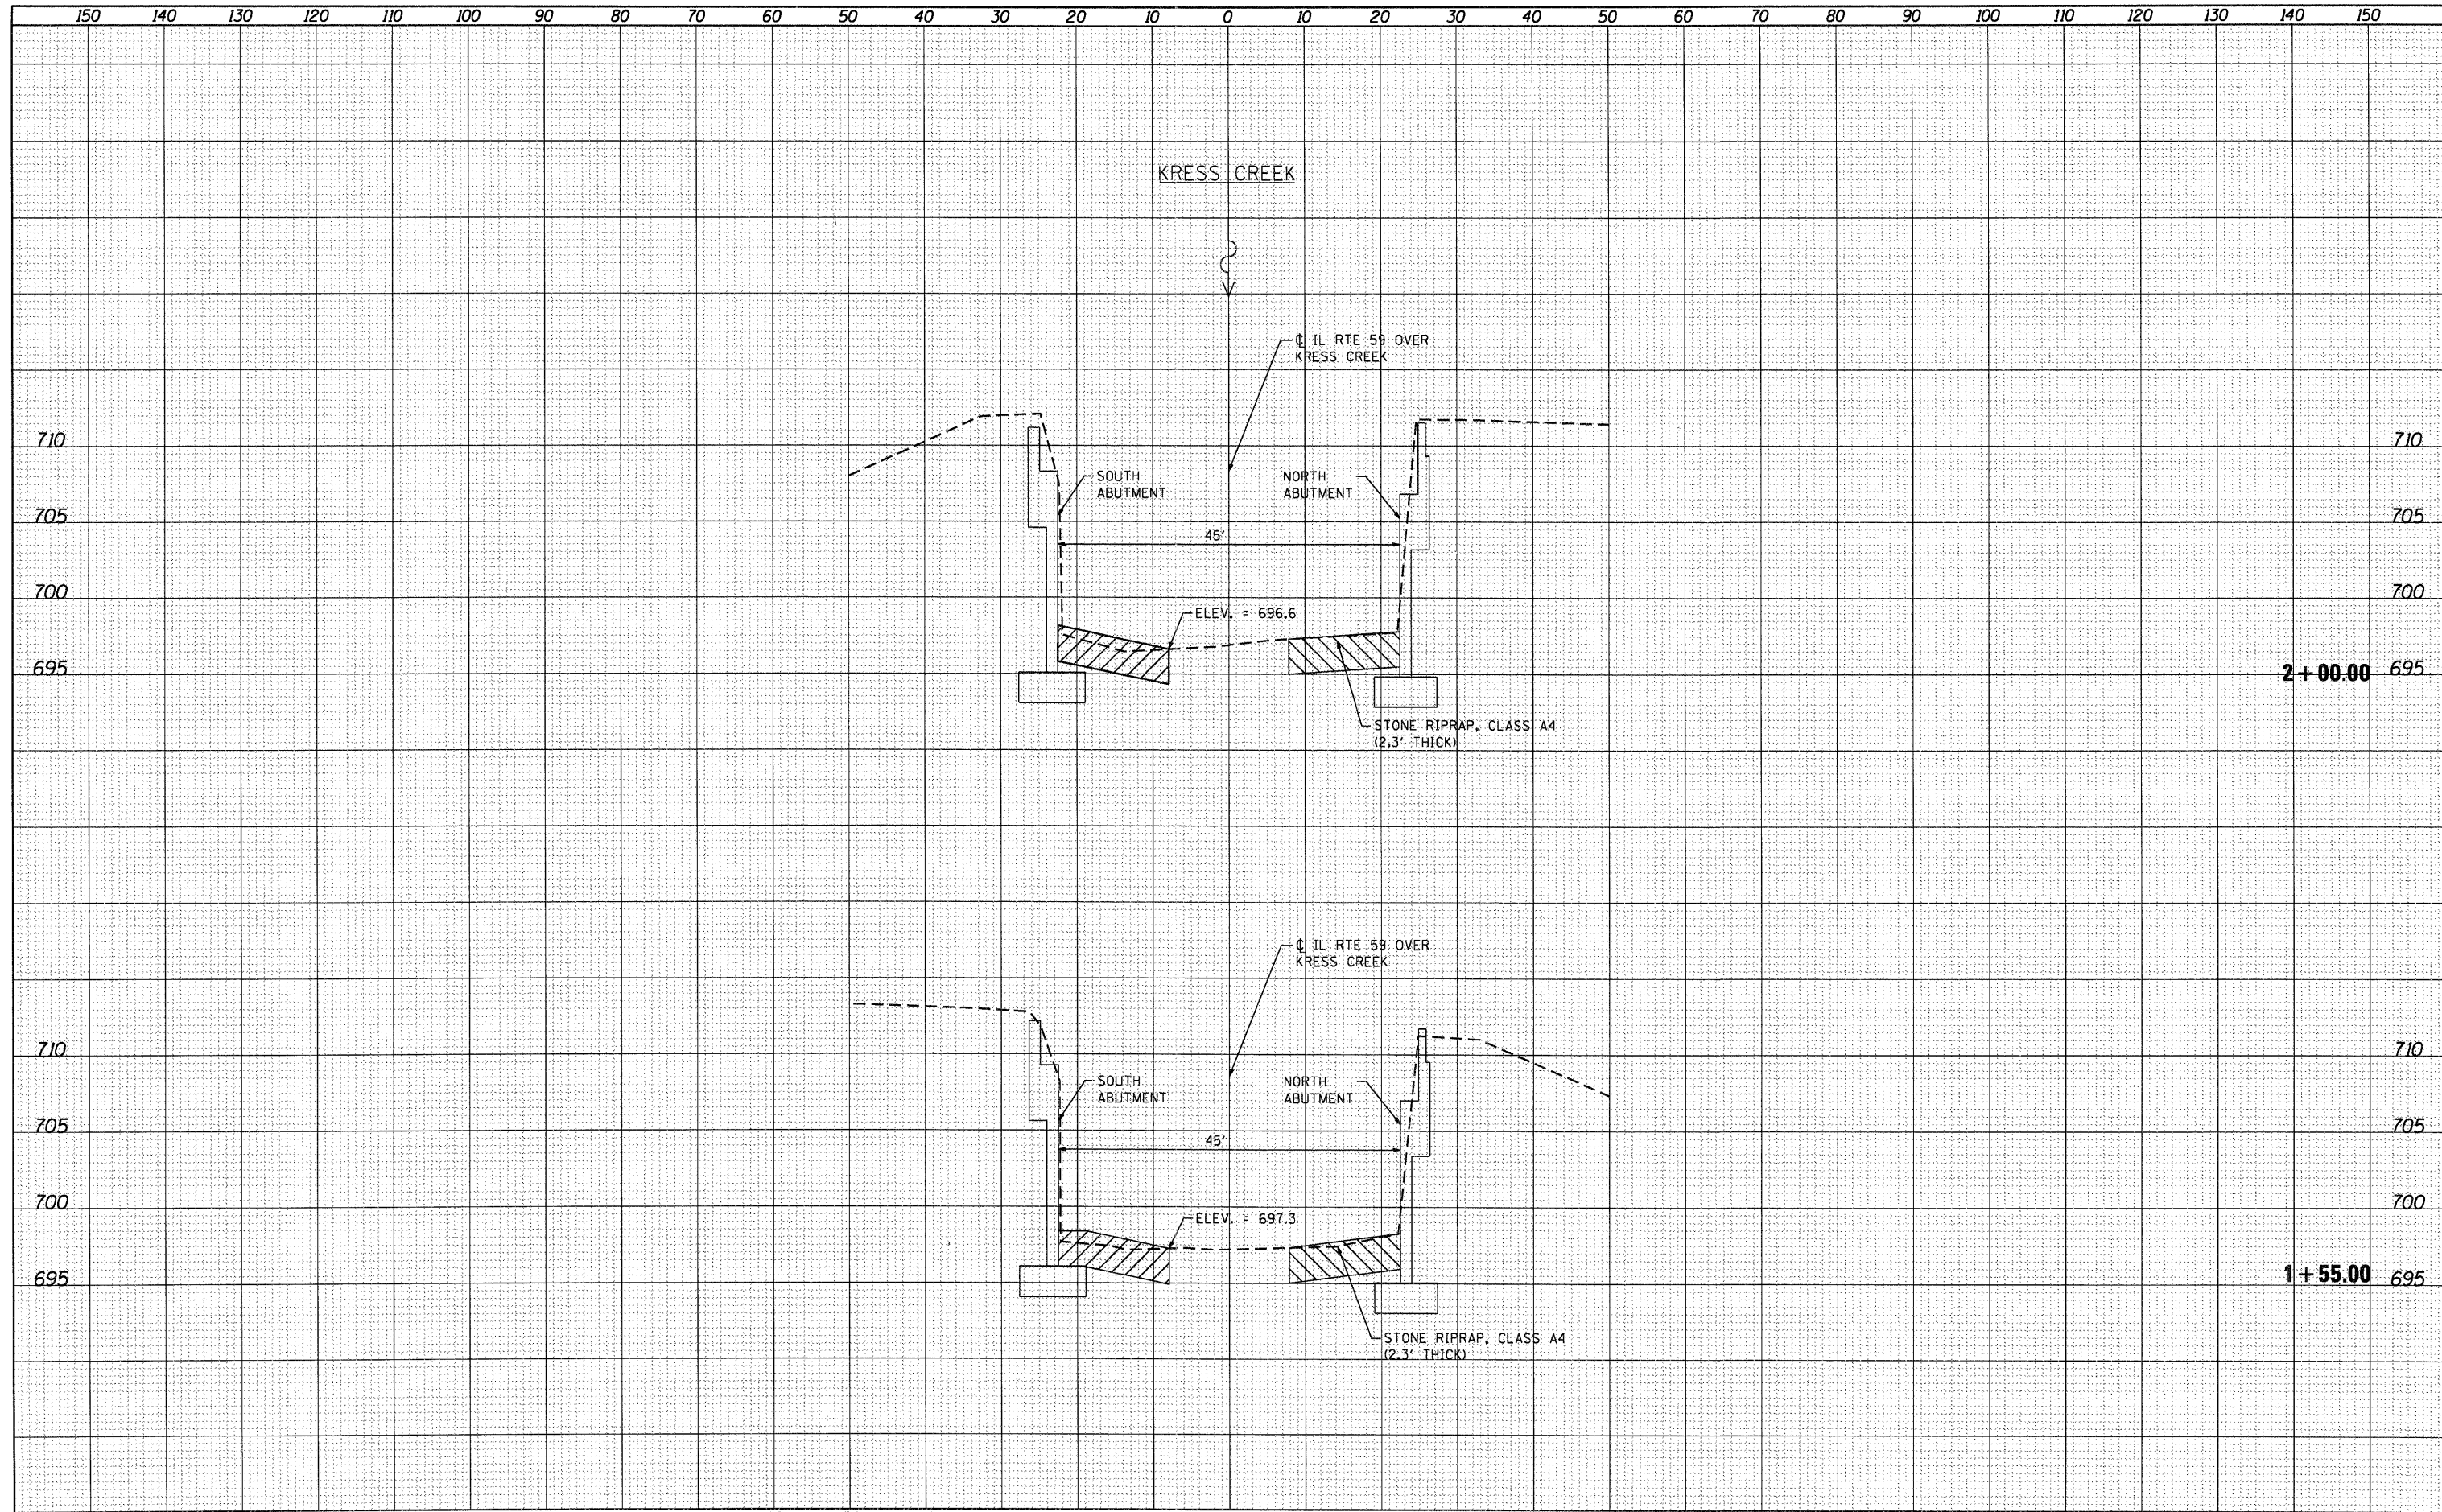 150 140 130 120 110 100 90 80 70 60 50 40 30 20 10 0 10 20 30 40 50 60 70 80 90 100 110 120 130 140 150
KRESS CREEK
℄ IL RTE 59 OVER
KRESS CREEK
710 710
SOUTH
ABUTMENT
NORTH
ABUTMENT
705 705
45'
700 700
ELEV. = 696.6
695 2+00.00 695
STONE RIPRAP, CLASS A4
(2.3' THICK)
℄ IL RTE 59 OVER
KRESS CREEK
710 710
SOUTH
ABUTMENT
NORTH
ABUTMENT
705 705
45'
700 700
ELEV. = 697.3
695 1+55.00 695
STONE RIPRAP, CLASS A4
(2.3' THICK)